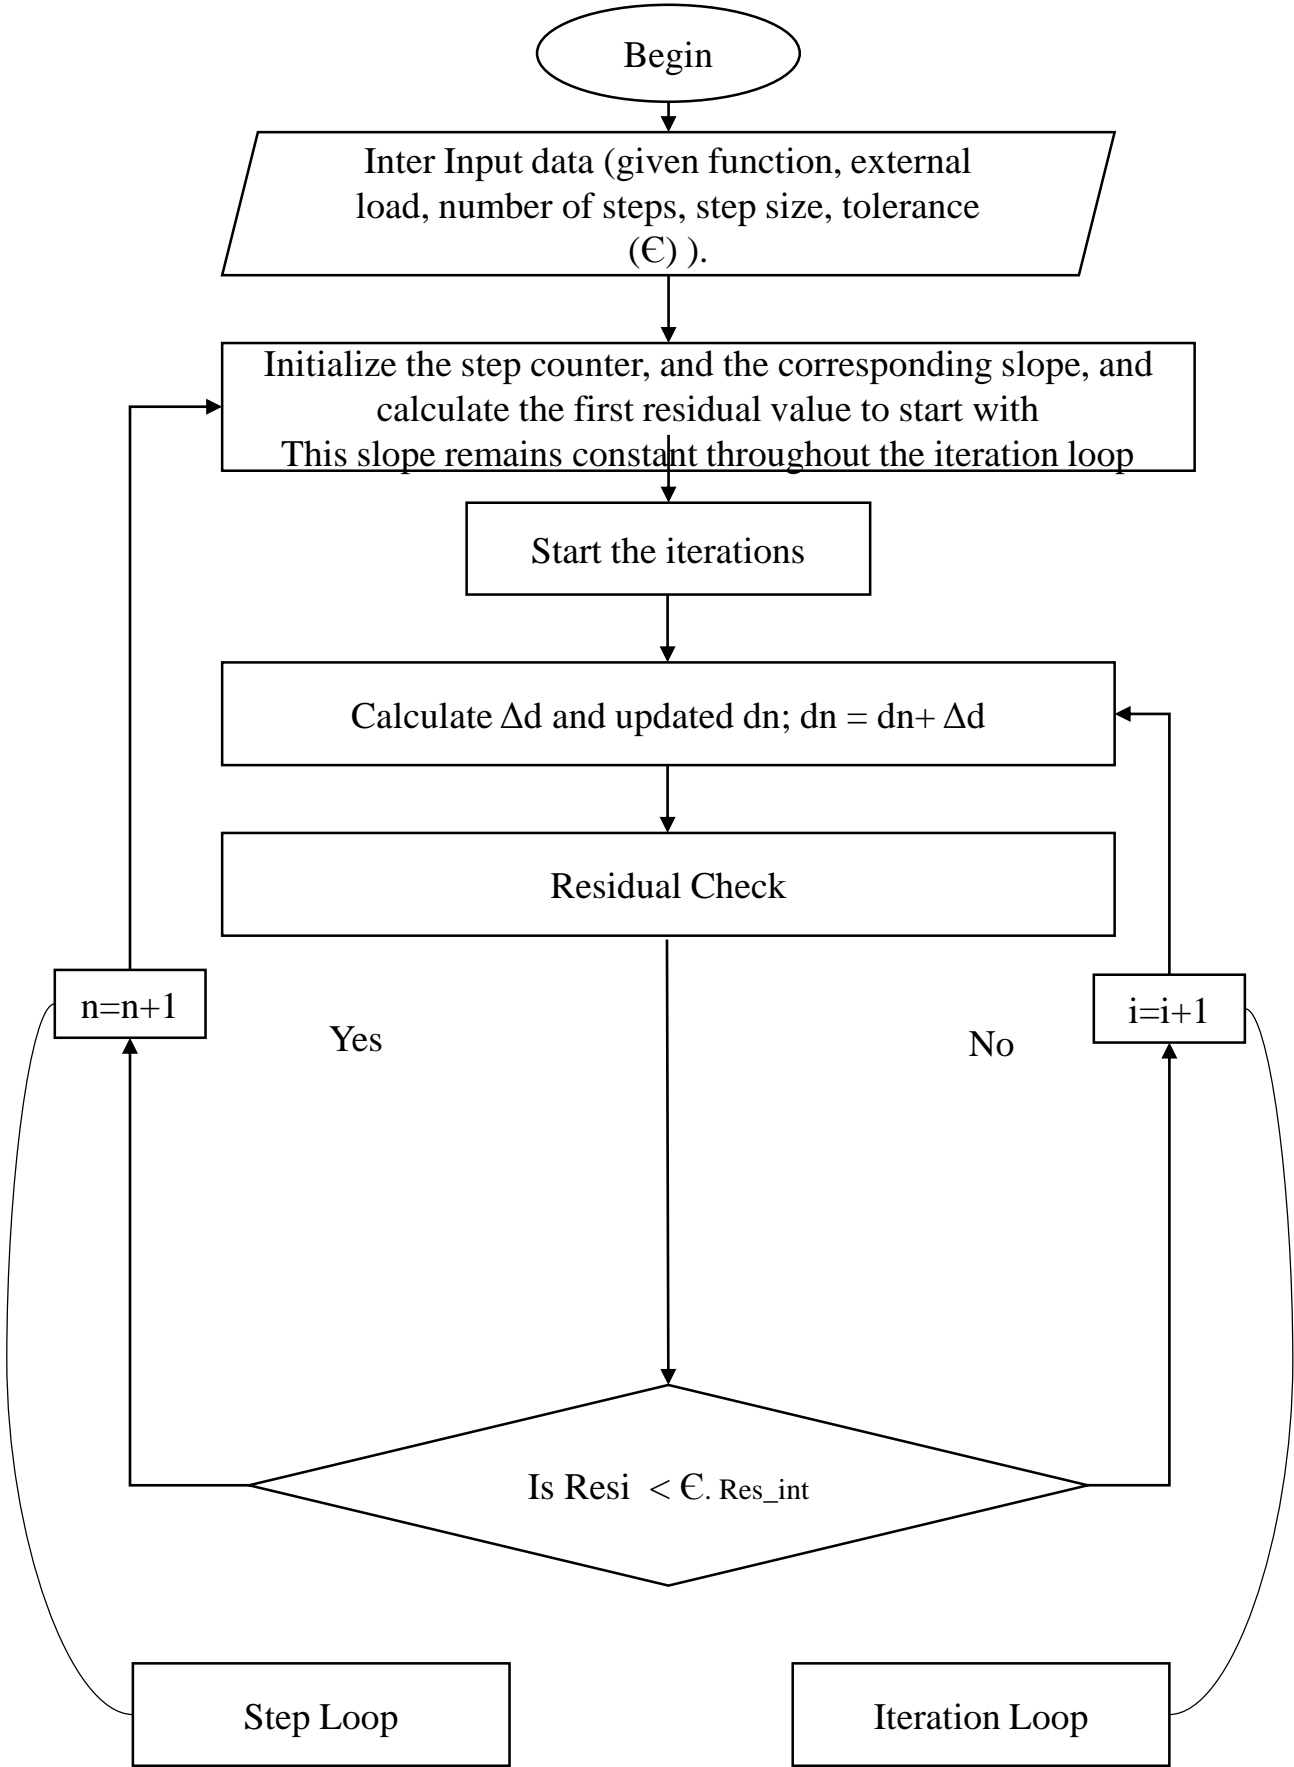 Begin
Inter Input data (given function, external
load, number of steps, step size, tolerance
(Є) ).
Initialize the step counter, and the corresponding slope, and
calculate the first residual value to start with
This slope remains constant throughout the iteration loop
Start the iterations
Calculate Δd and updated dn; dn = dn+ Δd
Residual Check
n=n+1
i=i+1
Yes
No
Is Resi < Є. Res_int
Step Loop
Iteration Loop